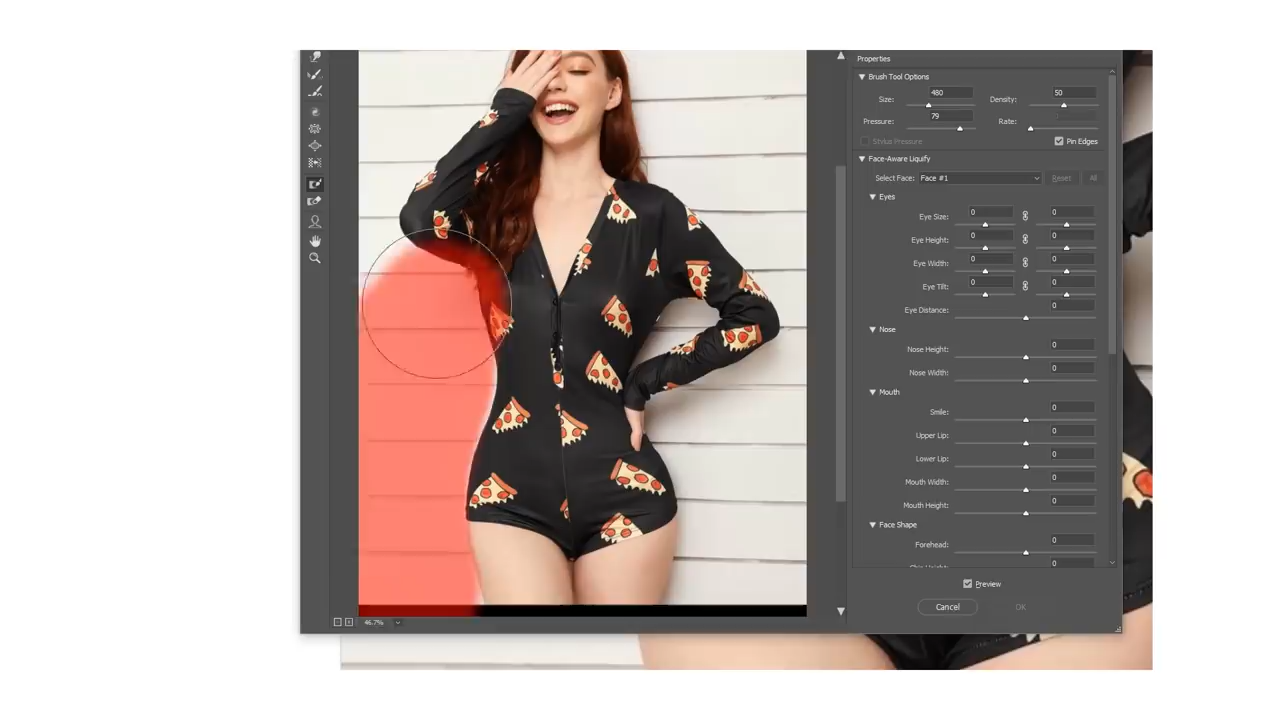 Properties
Brush Tool Options
Size: 480 Density: 50
Pressure: 79 Rate:
Stylus Pressure Pin Edges
Face-Aware Liquify
Select Face: Face #1 Reset All
Eyes
Eye Size: 0 0
Eye Height: 0 0
Eye Width: 0 0
Eye Tilt: 0 0
Eye Distance: 0
Nose
Nose Height: 0
Nose Width: 0
Mouth
Smile: 0
Upper Lip: 0
Lower Lip: 0
Mouth Width: 0
Mouth Height: 0
Face Shape
Forehead: 0
0
Preview
Cancel OK
46.7%